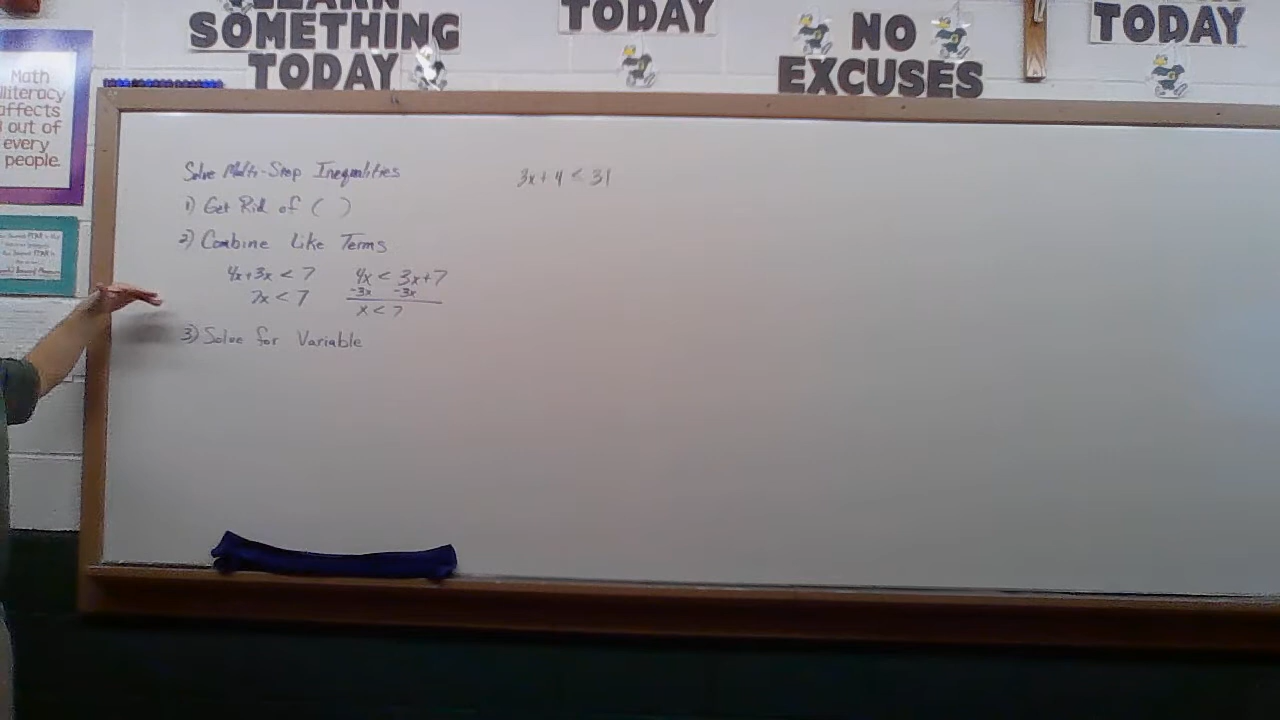 LEARN
SOMETHING
TODAY
TODAY
NO
EXCUSES
TODAY
Math
illiteracy
affects
out of
every
people.
Solve Multi-Step Inequalities
1) Get Rid of ( )
2) Combine Like Terms
4x+3x < 7
7x < 7
4x < 3x+7
-3x -3x
x < 7
3) Solve for Variable
3x+4 < 31